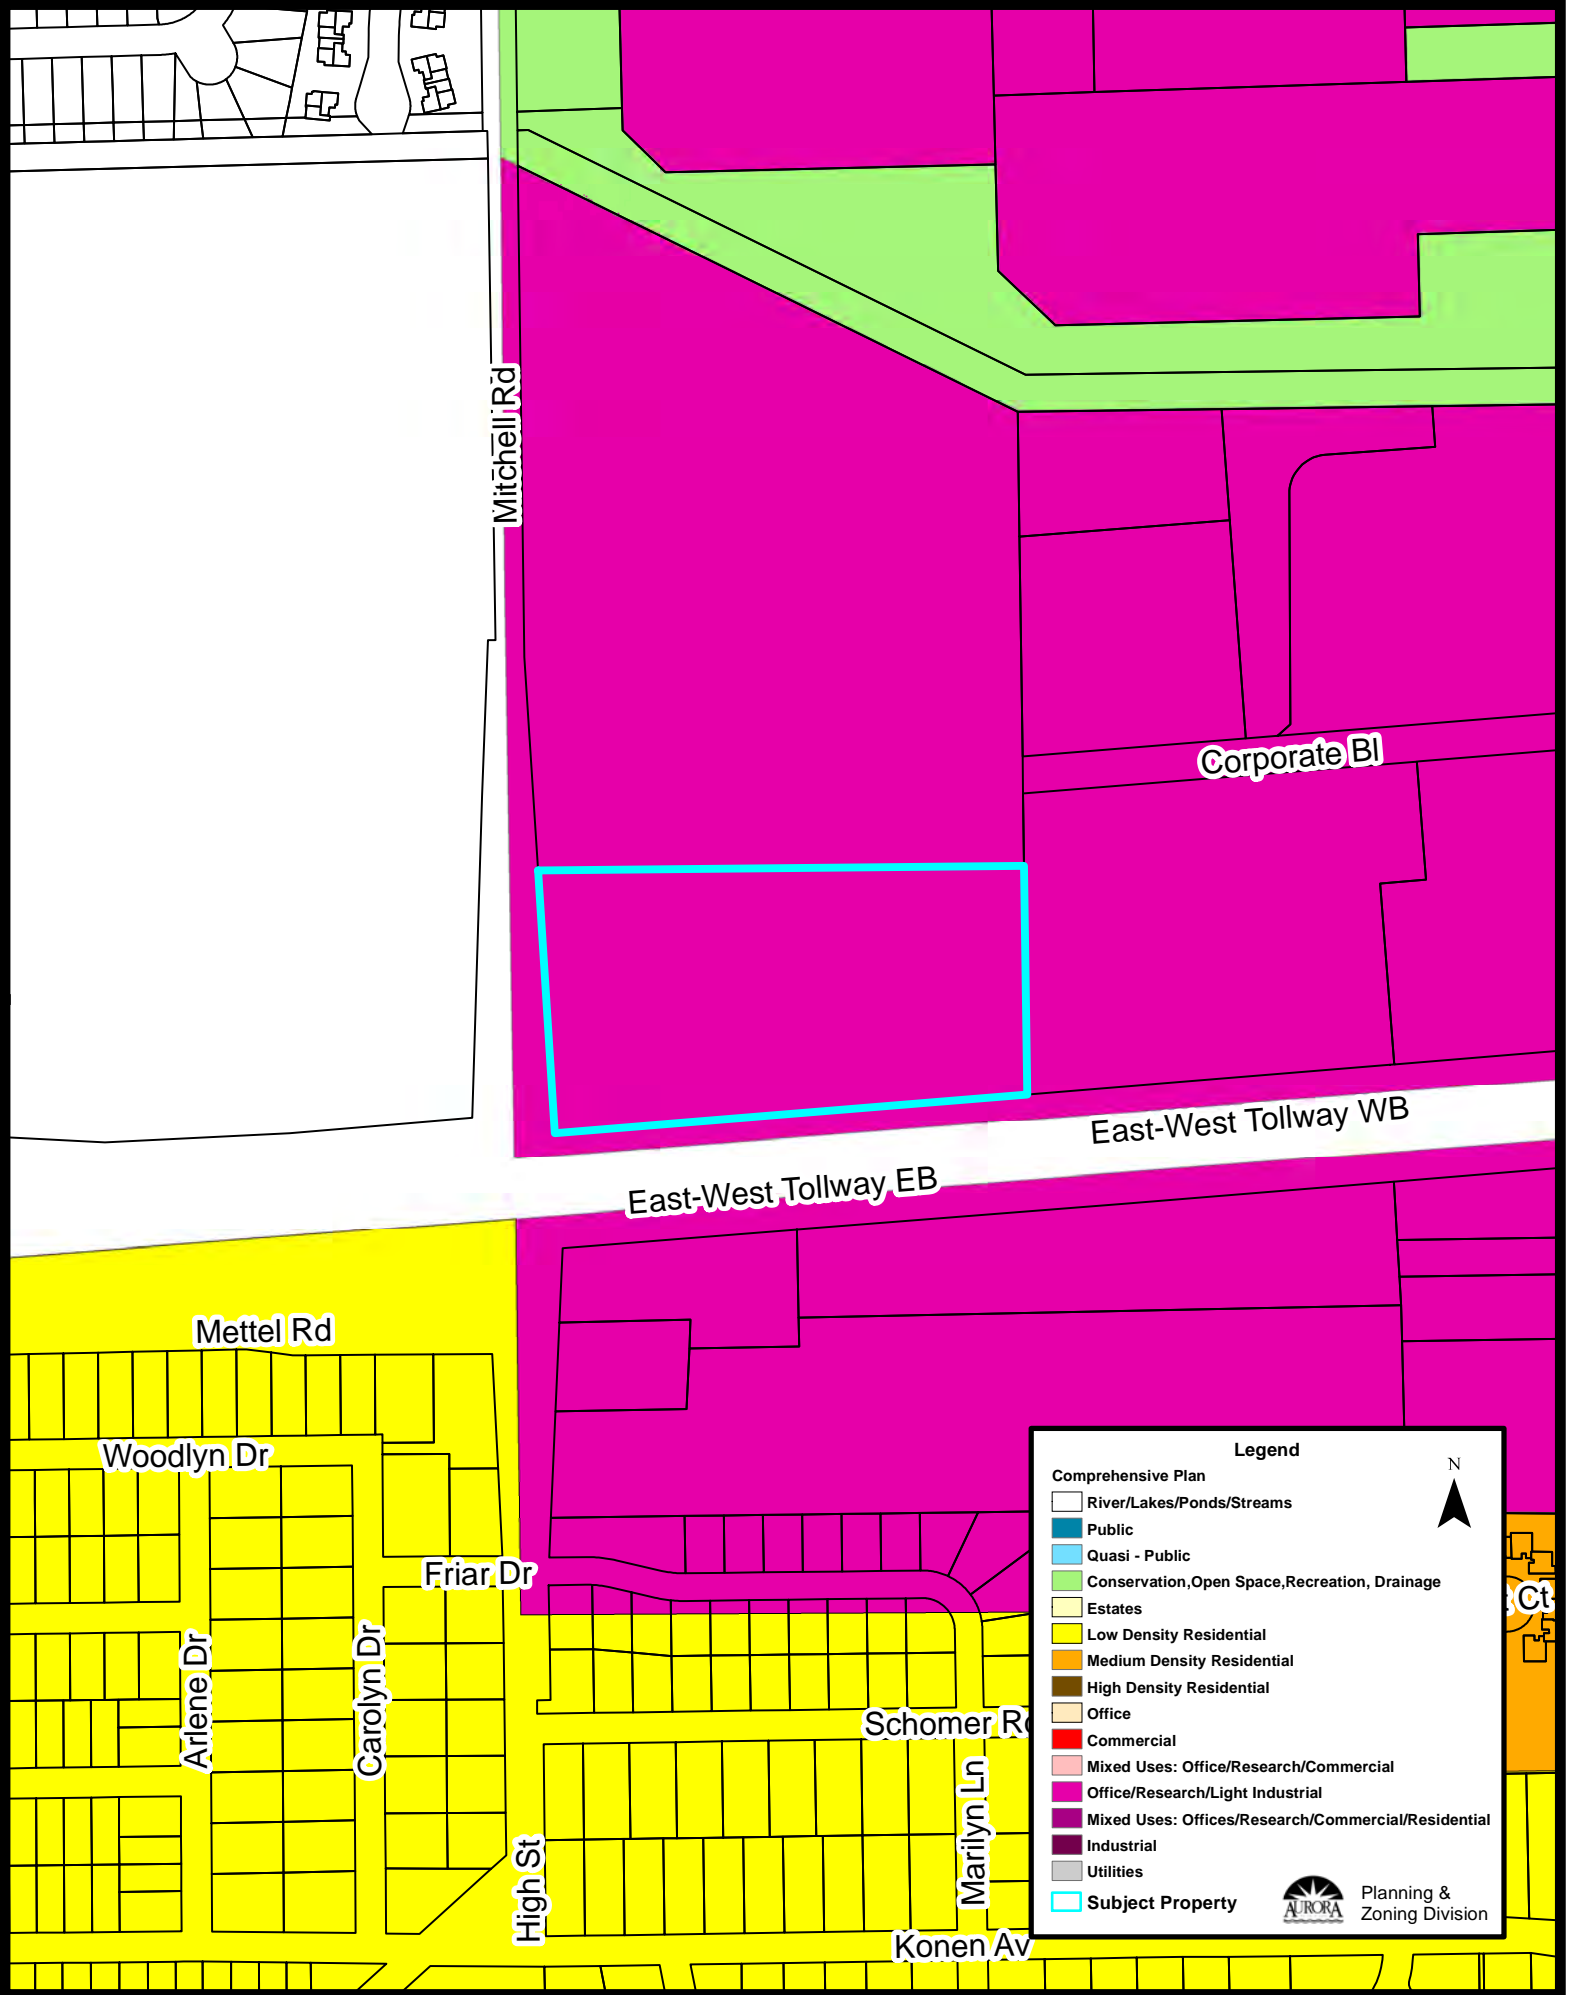 Mitchell Rd
Corporate Bl
East-West Tollway WB
East-West Tollway EB
Mettel Rd
Woodlyn Dr
Friar Dr
Arlene Dr
Carolyn Dr
Schomer
Marilyn Ln
High St
Konen Av
Ct
Legend
N
Comprehensive Plan
River/Lakes/Ponds/Streams
Public
Quasi - Public
Conservation,Open Space,Recreation, Drainage
Estates
Low Density Residential
Medium Density Residential
High Density Residential
Office
Commercial
Mixed Uses: Office/Research/Commercial
Office/Research/Light Industrial
Mixed Uses: Offices/Research/Commercial/Residential
Industrial
Utilities
Subject Property
AURORA
Planning &
Zoning Division